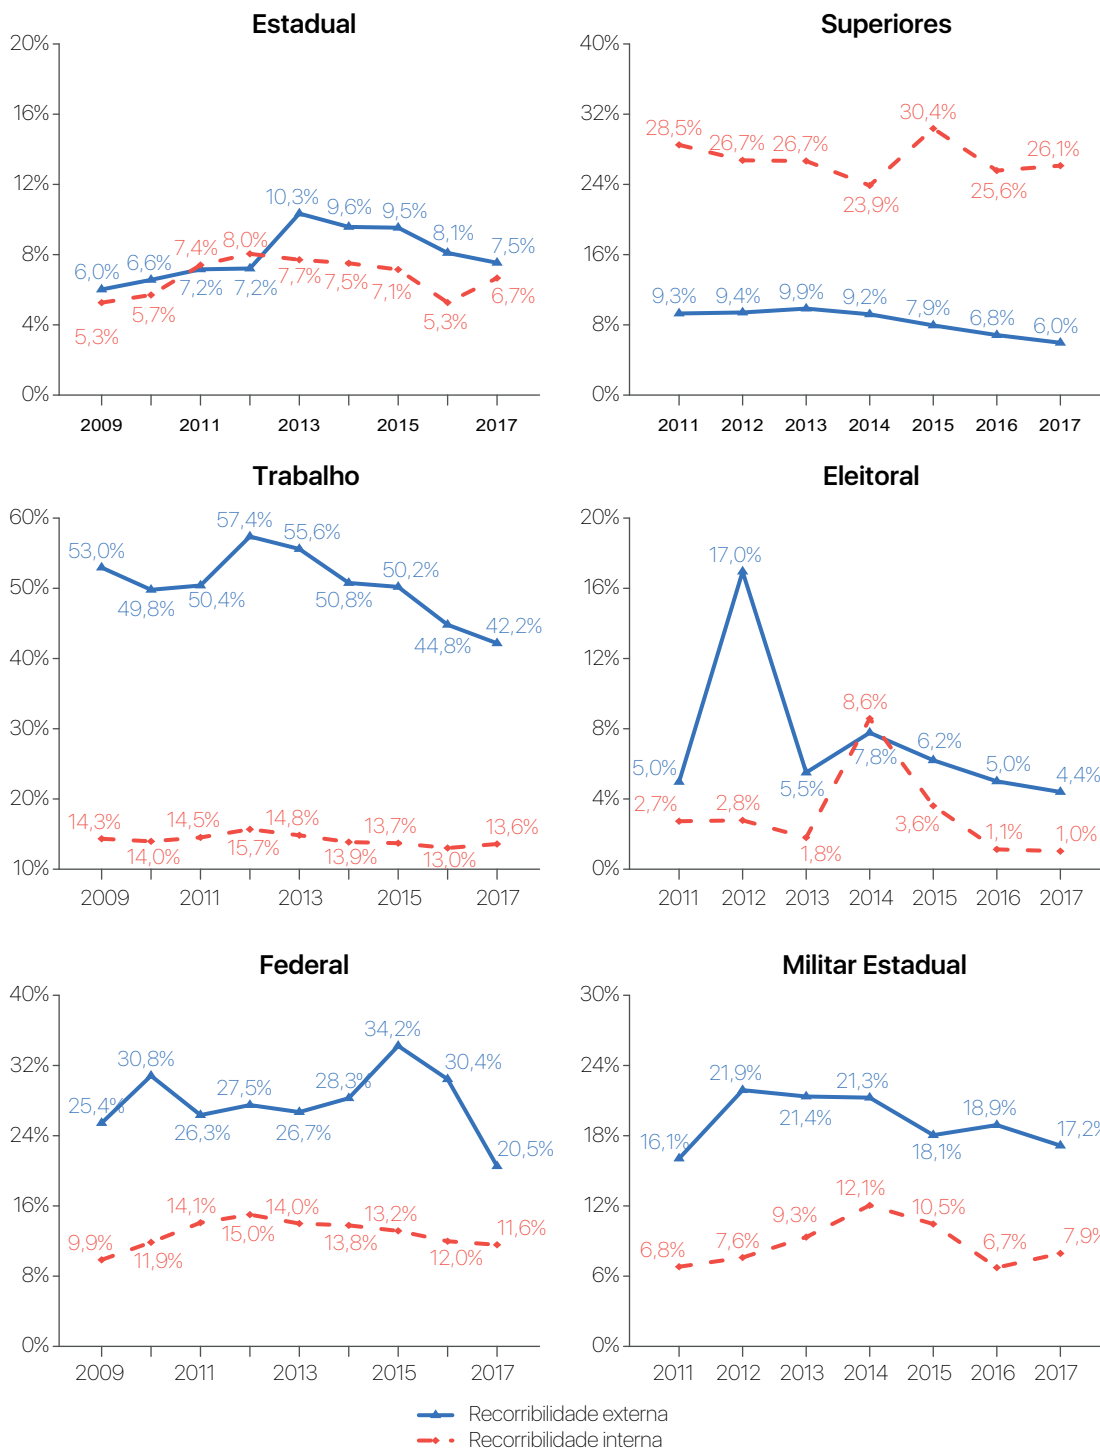 Estadual
20%
16%
12%
8%
4%
0%
6,0% 6,6% 7,2% 7,2% 10,3% 9,6% 9,5% 8,1% 7,5%
5,3% 5,7% 7,4% 8,0% 7,7% 7,5% 7,1% 5,3% 6,7%
2009 2011 2013 2015 2017
Superiores
40%
32%
24%
16%
8%
0%
28,5% 26,7% 26,7% 23,9% 30,4% 25,6% 26,1%
9,3% 9,4% 9,9% 9,2% 7,9% 6,8% 6,0%
2011 2012 2013 2014 2015 2016 2017
Trabalho
60%
50%
40%
30%
20%
10%
53,0% 49,8% 50,4% 57,4% 55,6% 50,8% 50,2% 44,8% 42,2%
14,3% 14,0% 14,5% 15,7% 14,8% 13,9% 13,7% 13,0% 13,6%
2009 2011 2013 2015 2017
Eleitoral
20%
16%
12%
8%
4%
0%
5,0% 17,0% 5,5% 7,8% 6,2% 5,0% 4,4%
2,7% 2,8% 1,8% 8,6% 3,6% 1,1% 1,0%
2011 2012 2013 2014 2015 2016 2017
Federal
40%
32%
24%
16%
8%
0%
25,4% 30,8% 26,3% 27,5% 26,7% 28,3% 34,2% 30,4% 20,5%
9,9% 11,9% 14,1% 15,0% 14,0% 13,8% 13,2% 12,0% 11,6%
2009 2011 2013 2015 2017
Militar Estadual
30%
24%
18%
12%
6%
0%
16,1% 21,9% 21,4% 21,3% 18,1% 18,9% 17,2%
6,8% 7,6% 9,3% 12,1% 10,5% 6,7% 7,9%
2011 2012 2013 2014 2015 2016 2017
Recorribilidade externa
Recorribilidade interna